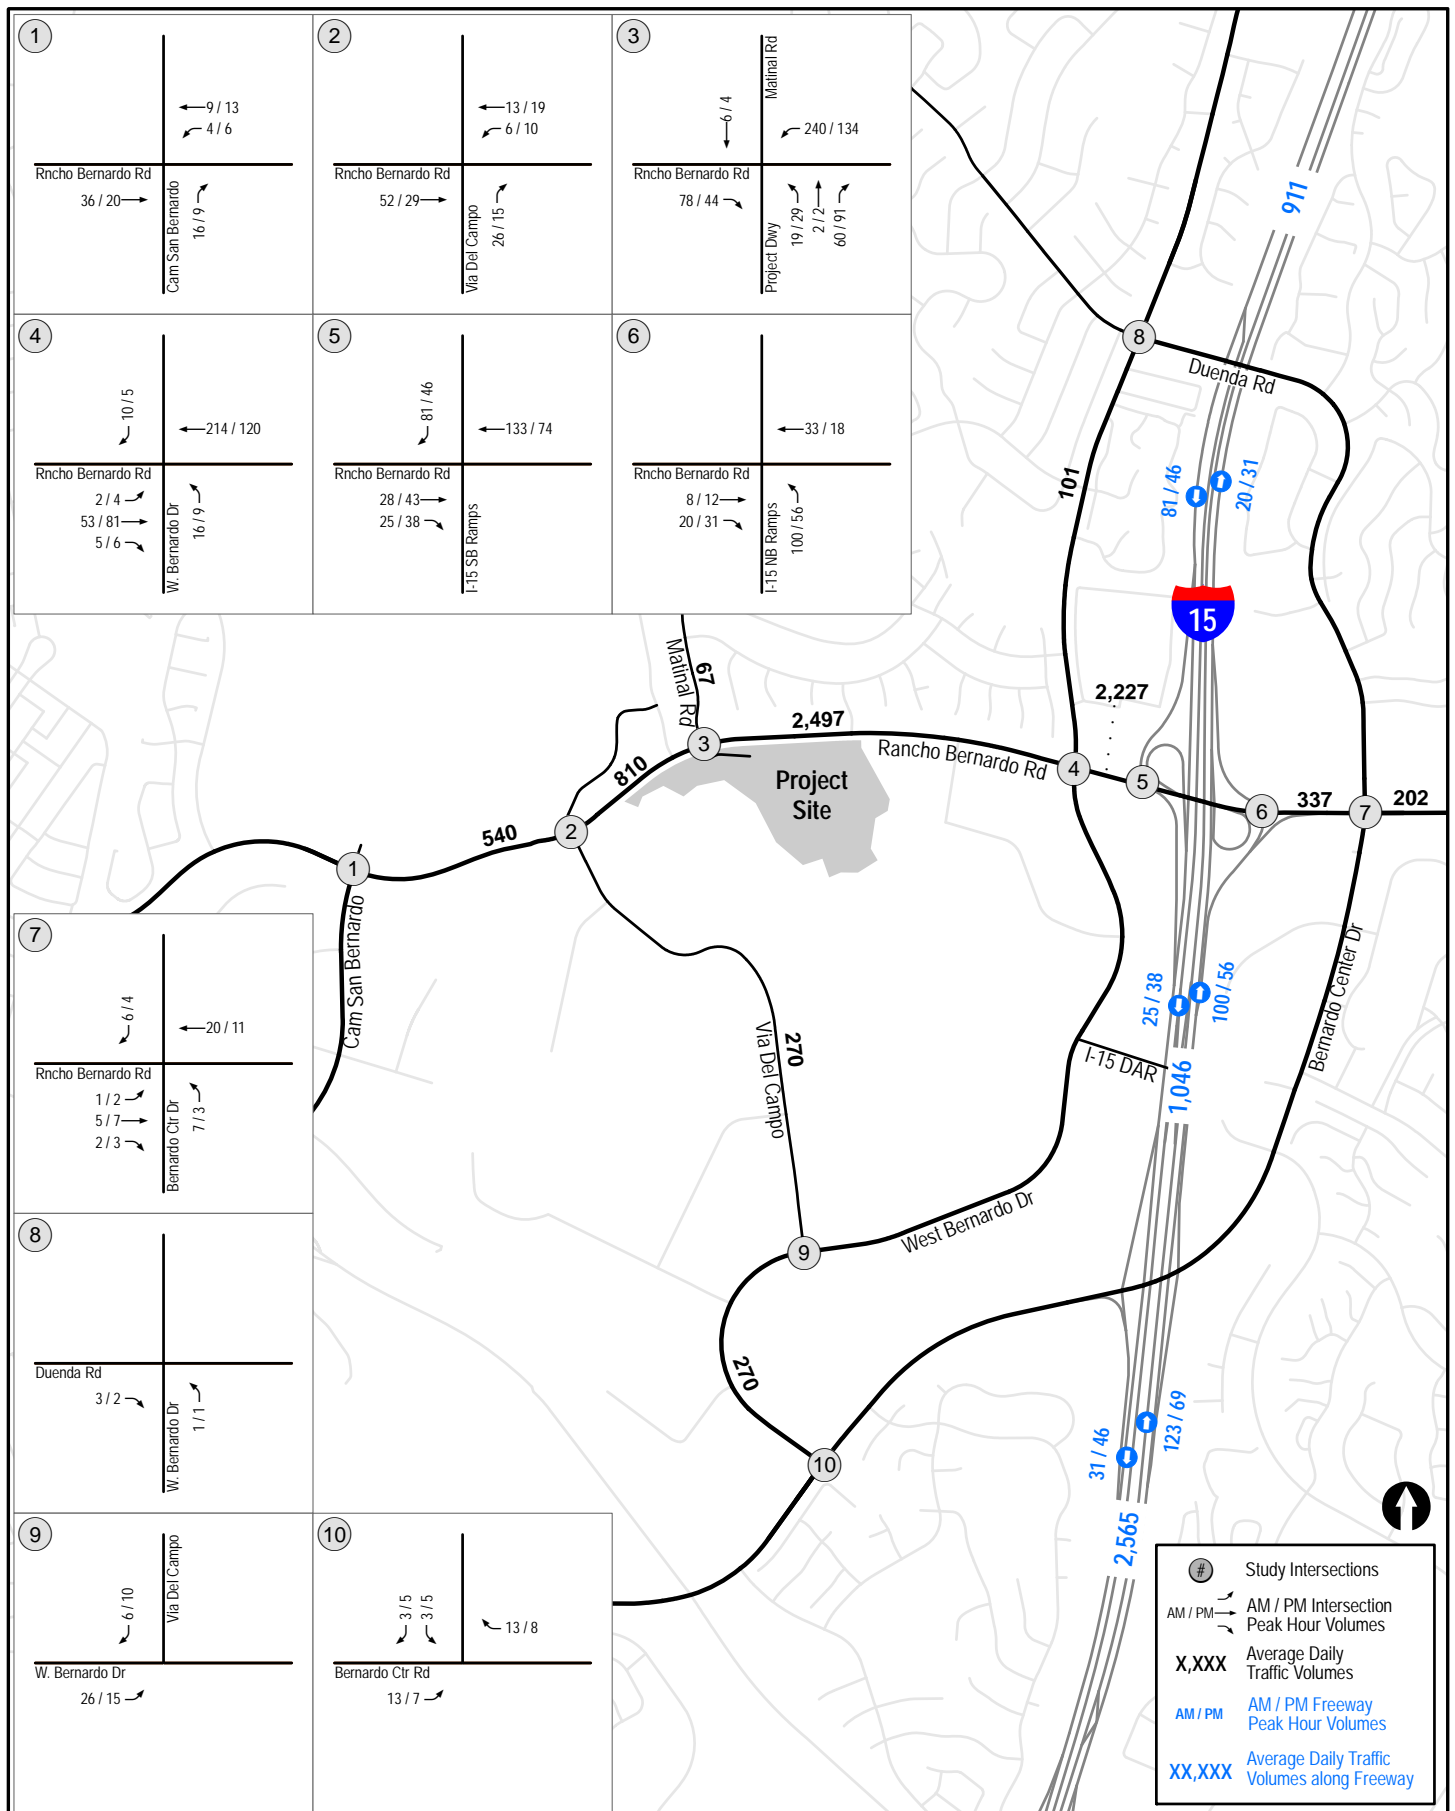 1
9 / 13
4 / 6
Rncho Bernardo Rd
36 / 20
16 / 9
Cam San Bernardo
2
13 / 19
6 / 10
Rncho Bernardo Rd
52 / 29
26 / 15
Via Del Campo
3
Matinal Rd
6 / 4
240 / 134
Rncho Bernardo Rd
78 / 44
19 / 29
2 / 2
60 / 91
Project Dwy
4
10 / 5
214 / 120
Rncho Bernardo Rd
2 / 4
53 / 81
5 / 6
16 / 9
W. Bernardo Dr
5
81 / 46
133 / 74
Rncho Bernardo Rd
28 / 43
25 / 38
I-15 SB Ramps
6
33 / 18
Rncho Bernardo Rd
8 / 12
20 / 31
100 / 56
I-15 NB Ramps
911
8
Duenda Rd
101
81 / 46
20 / 31
15
Matinal Rd
67
2,227
2,497
3
Rancho Bernardo Rd
4
5
6
337
7
202
810
Project
Site
540
2
1
Cam San Bernardo
7
6 / 4
20 / 11
Rncho Bernardo Rd
1 / 2
5 / 7
2 / 3
7 / 3
Bernardo Ctr Dr
25 / 38
100 / 56
Bernardo Center Dr
Via Del Campo
270
I-15 DAR
1,046
8
Duenda Rd
3 / 2
1 / 1
W. Bernardo Dr
9
West Bernardo Dr
270
10
31 / 46
123 / 69
2,565
9
Via Del Campo
6 / 10
W. Bernardo Dr
26 / 15
10
3 / 5
3 / 5
13 / 8
Bernardo Ctr Rd
13 / 7
# Study Intersections
AM / PM AM / PM Intersection
Peak Hour Volumes
X,XXX Average Daily
Traffic Volumes
AM / PM AM / PM Freeway
Peak Hour Volumes
XX,XXX Average Daily Traffic
Volumes along Freeway